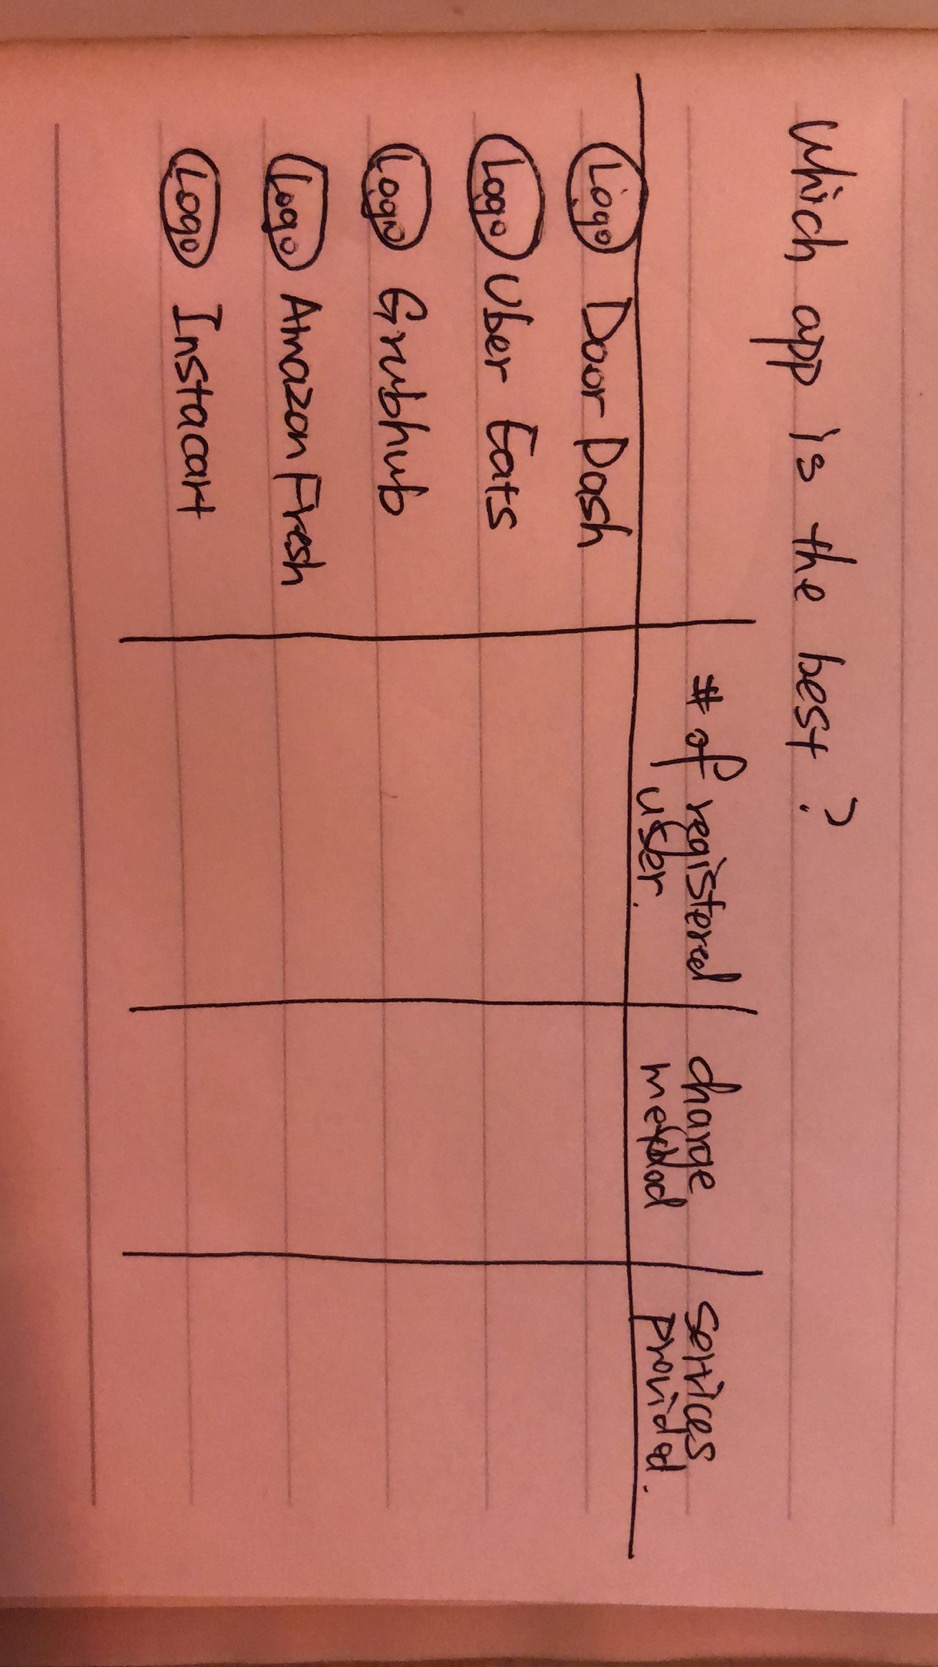 Which app is the best?
# of registered user.
charge method
services provided.
Logo Door Dash
Logo Uber Eats
Logo Grubhub
Logo Amazon Fresh
Logo Instacart